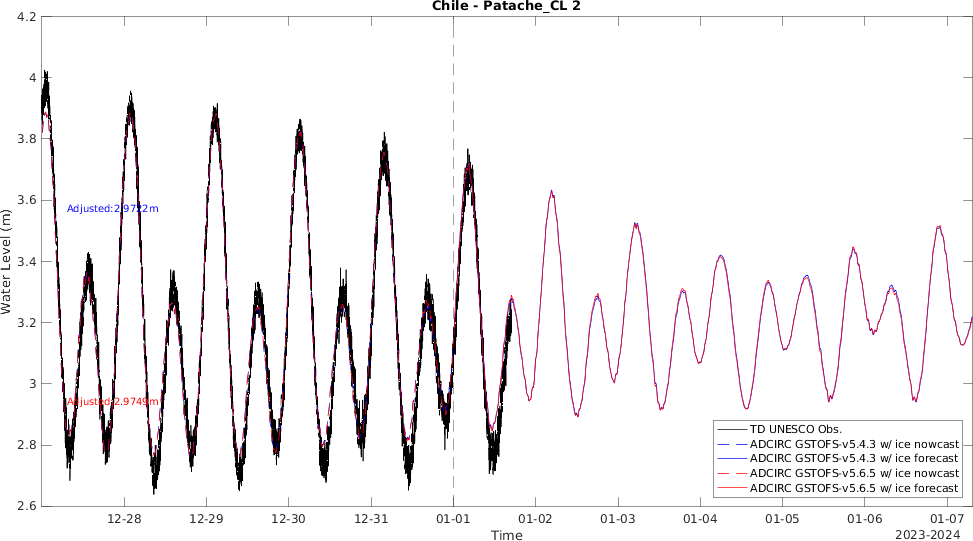 Chile - Patache_CL 2
4.2
4
3.8
3.6
3.4
3.2
3
2.8
2.6
Water Level (m)
Adjusted:2.9722m
Adjusted:2.9749m
TD UNESCO Obs.
ADCIRC GSTOFS-v5.4.3 w/ ice nowcast
ADCIRC GSTOFS-v5.4.3 w/ ice forecast
ADCIRC GSTOFS-v5.6.5 w/ ice nowcast
ADCIRC GSTOFS-v5.6.5 w/ ice forecast
12-28 12-29 12-30 12-31 01-01 01-02 01-03 01-04 01-05 01-06 01-07
Time
2023-2024